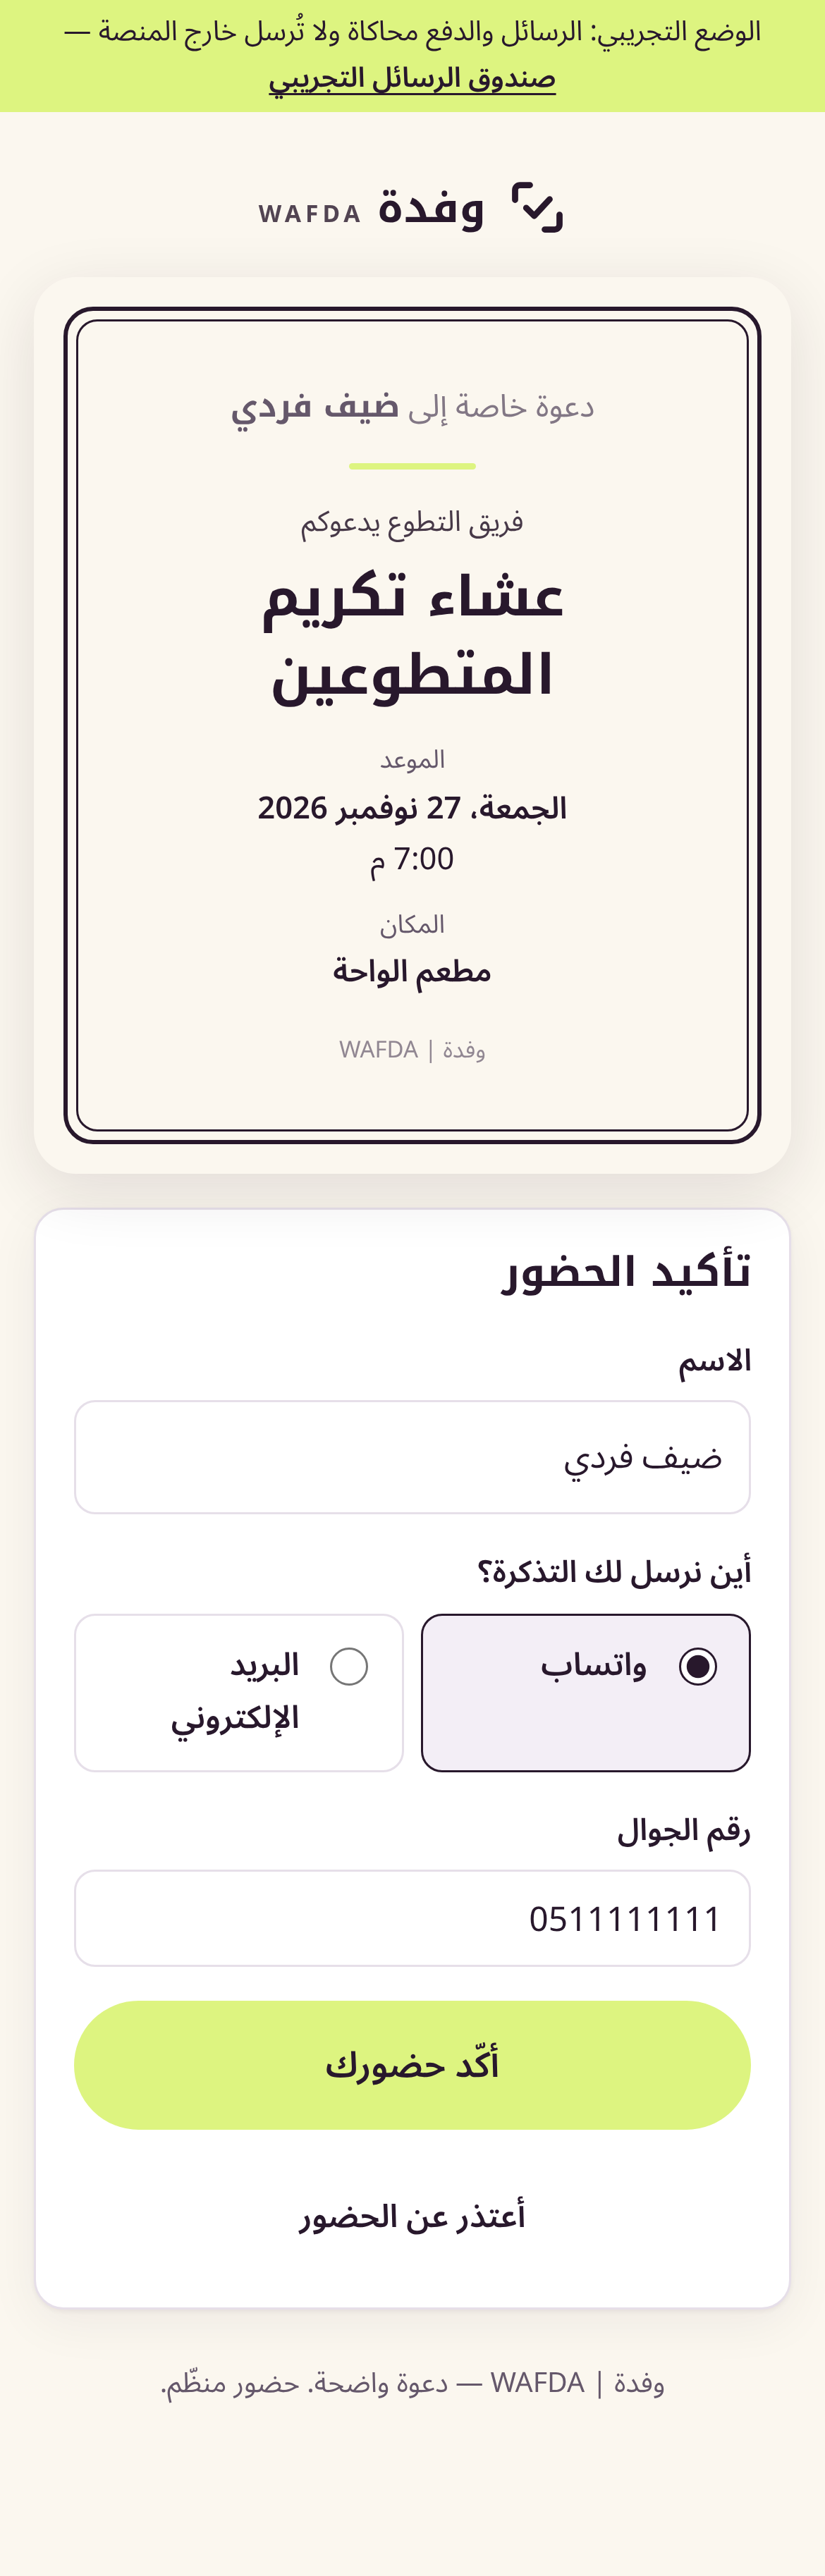 الوضع التجريبي: الرسائل والدفع محاكاة ولا تُرسل خارج المنصة —
صندوق الرسائل التجريبي
وفدة WAFDA
دعوة خاصة إلى ضيف فردي
فريق التطوع يدعوكم
عشاء تكريم
المتطوعين
الموعد
الجمعة، 27 نوفمبر 2026
7:00 م
المكان
مطعم الواحة
وفدة | WAFDA
تأكيد الحضور
الاسم
ضيف فردي
أين نرسل لك التذكرة؟
واتساب
البريد
الإلكتروني
رقم الجوال
0511111111
أكّد حضورك
أعتذر عن الحضور
وفدة | WAFDA — دعوة واضحة. حضور منظّم.